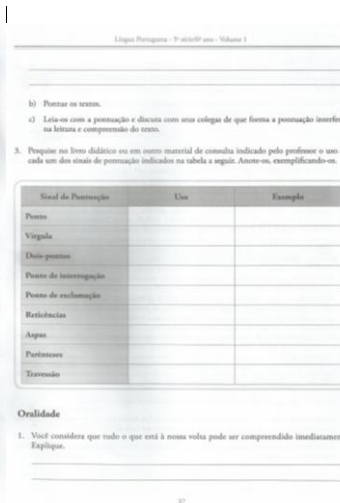 Língua Portuguesa - 5ª série/6º ano - Volume 1
b) Pontue os textos.
c) Leia-os com a pontuação e discuta com seus colegas de que forma a pontuação interfe
na leitura e compreensão do texto.
3. Pesquise no livro didático ou em outro material de consulta indicado pelo professor o uso
cada um dos sinais de pontuação indicados na tabela a seguir. Anote-os, exemplificando-os.
Sinal de Pontuação Uso Exemplo
Ponto
Vírgula
Dois-pontos
Ponto de interrogação
Ponto de exclamação
Reticências
Aspas
Parênteses
Travessão
Oralidade
1. Você considera que tudo o que está à nossa volta pode ser compreendido imediatamen
Explique.